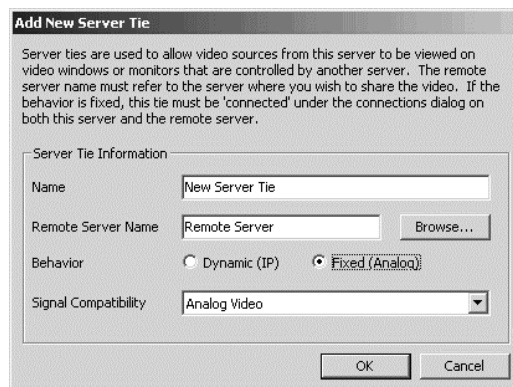 Add New Server Tie
Server ties are used to allow video sources from this server to be viewed on
video windows or monitors that are controlled by another server. The remote
server name must refer to the server where you wish to share the video. If the
behavior is fixed, this tie must be 'connected' under the connections dialog on
both this server and the remote server.
Server Tie Information
Name
New Server Tie
Remote Server Name
Remote Server
Browse...
Behavior
Dynamic (IP)
Fixed (Analog)
Signal Compatibility
Analog Video
OK
Cancel